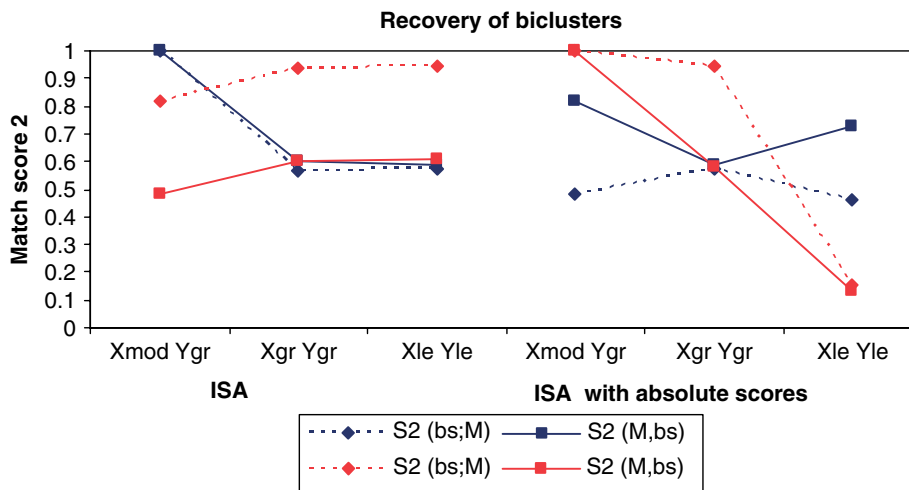 Recovery of biclusters
Match score 2
1
0.9
0.8
0.7
0.6
0.5
0.4
0.3
0.2
0.1
0
Xmod Ygr Xgr Ygr Xle Yle Xmod Ygr Xgr Ygr Xle Yle
ISA ISA with absolute scores
S2 (bs;M) S2 (M,bs)
S2 (bs;M) S2 (M,bs)